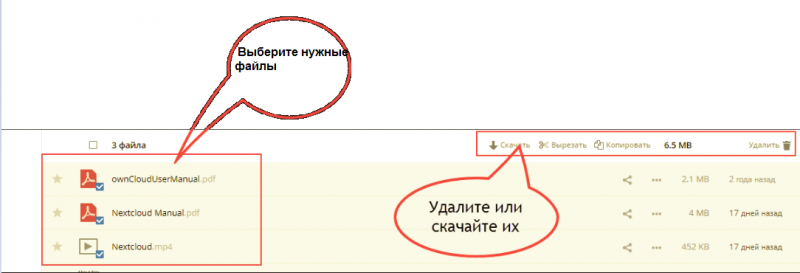 Выберите нужные
файлы
3 файла Скачать Вырезать Копировать 6.5 MB Удалить
ownCloudUserManual.pdf 2,1 MB 2 года назад
Nextcloud Manual.pdf 4 MB 17 дней назад
Nextcloud.mp4 452 KB 17 дней назад
Удалите или
скачайте их